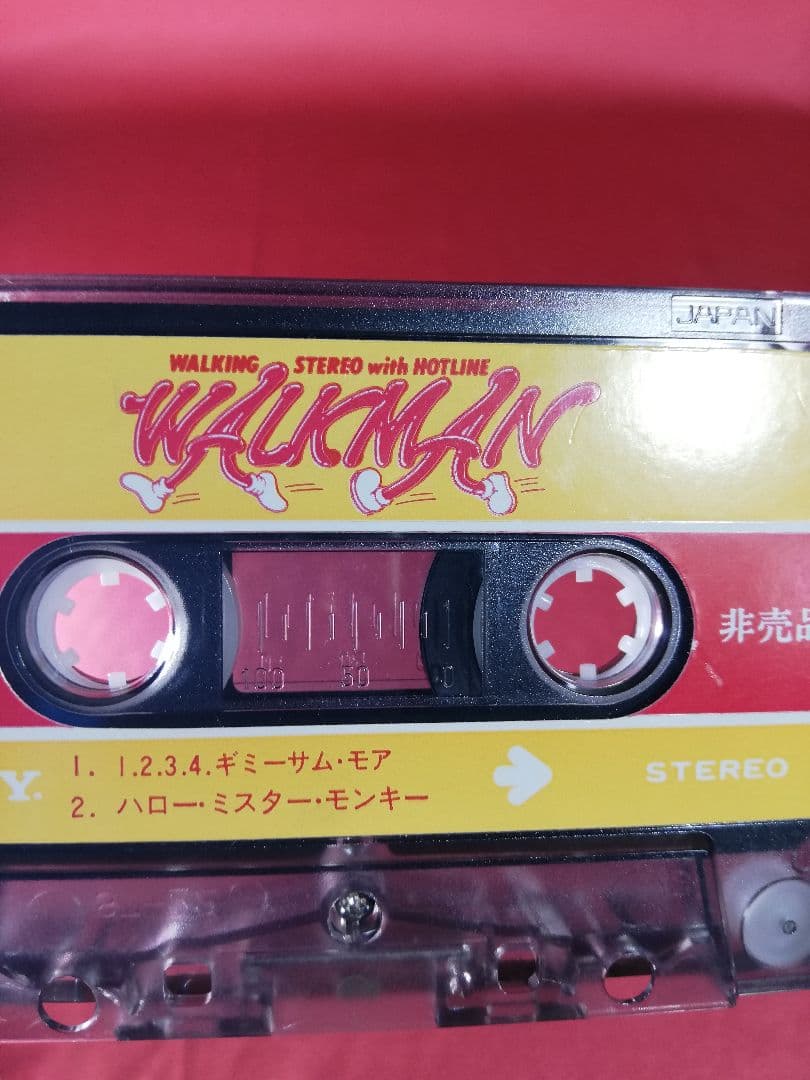 JAPAN
WALKING STEREO with HOTLINE
WALKMAN
100 50 0
非売品
Y.
1. 1.2.3.4.ギミーサム・モア
2. ハロー・ミスター・モンキー
STEREO